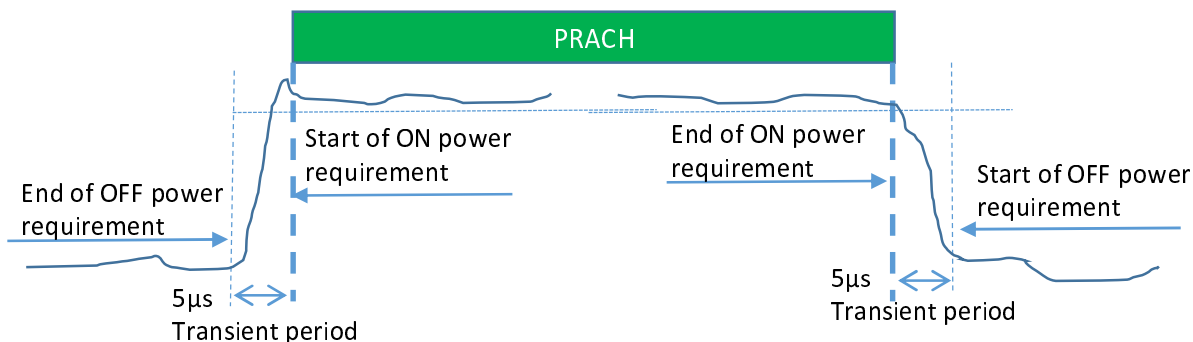 PRACH
Start of ON power
requirement
End of ON power
requirement
End of OFF power
requirement
Start of OFF power
requirement
5µs
Transient period
5µs
Transient period